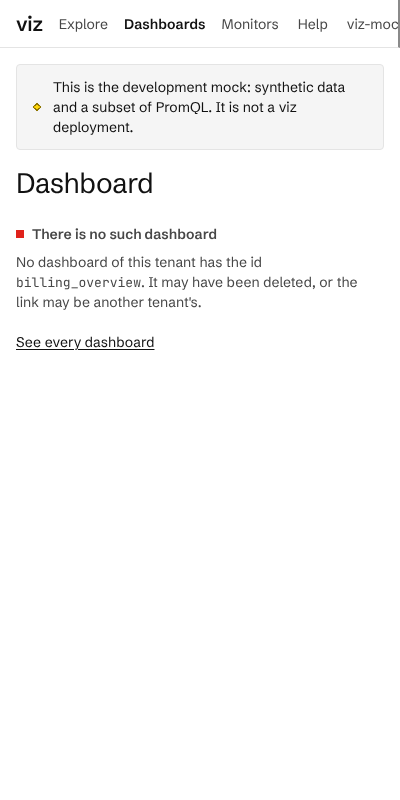 viz Explore Dashboards Monitors Help viz-moc
This is the development mock: synthetic data
and a subset of PromQL. It is not a viz
deployment.
Dashboard
There is no such dashboard
No dashboard of this tenant has the id
billing_overview. It may have been deleted, or the
link may be another tenant's.
See every dashboard